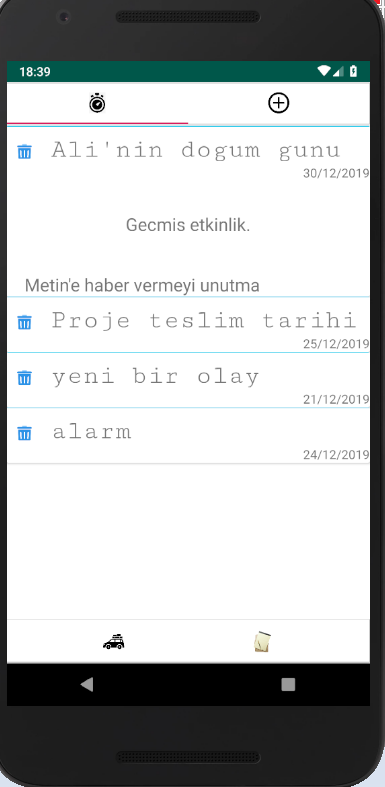 18:39
Ali'nin dogum gunu
30/12/2019
Gecmis etkinlik.
Metin'e haber vermeyi unutma
Proje teslim tarihi
25/12/2019
yeni bir olay
21/12/2019
alarm
24/12/2019